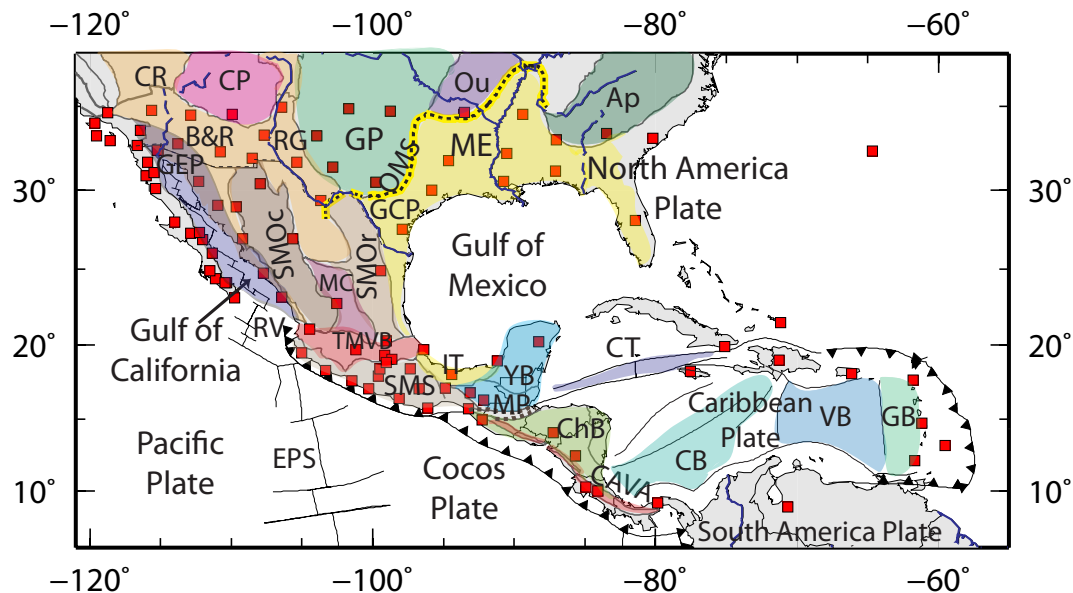 −120° −100° −80° −60°
CR CP Ou Ap
B&R RG GP OMS ME
GEP North America
30° Plate 30°
GCP
SMOc SMOr Gulf of
Mexico
MC
Gulf of
California
RV TMVB
20° IT CT 20°
SMS YB
MP Caribbean
Plate
VB GB
ChB
Pacific
Plate
EPS Cocos
Plate
CB
10° CAVA 10°
South America Plate
−120° −100° −80° −60°